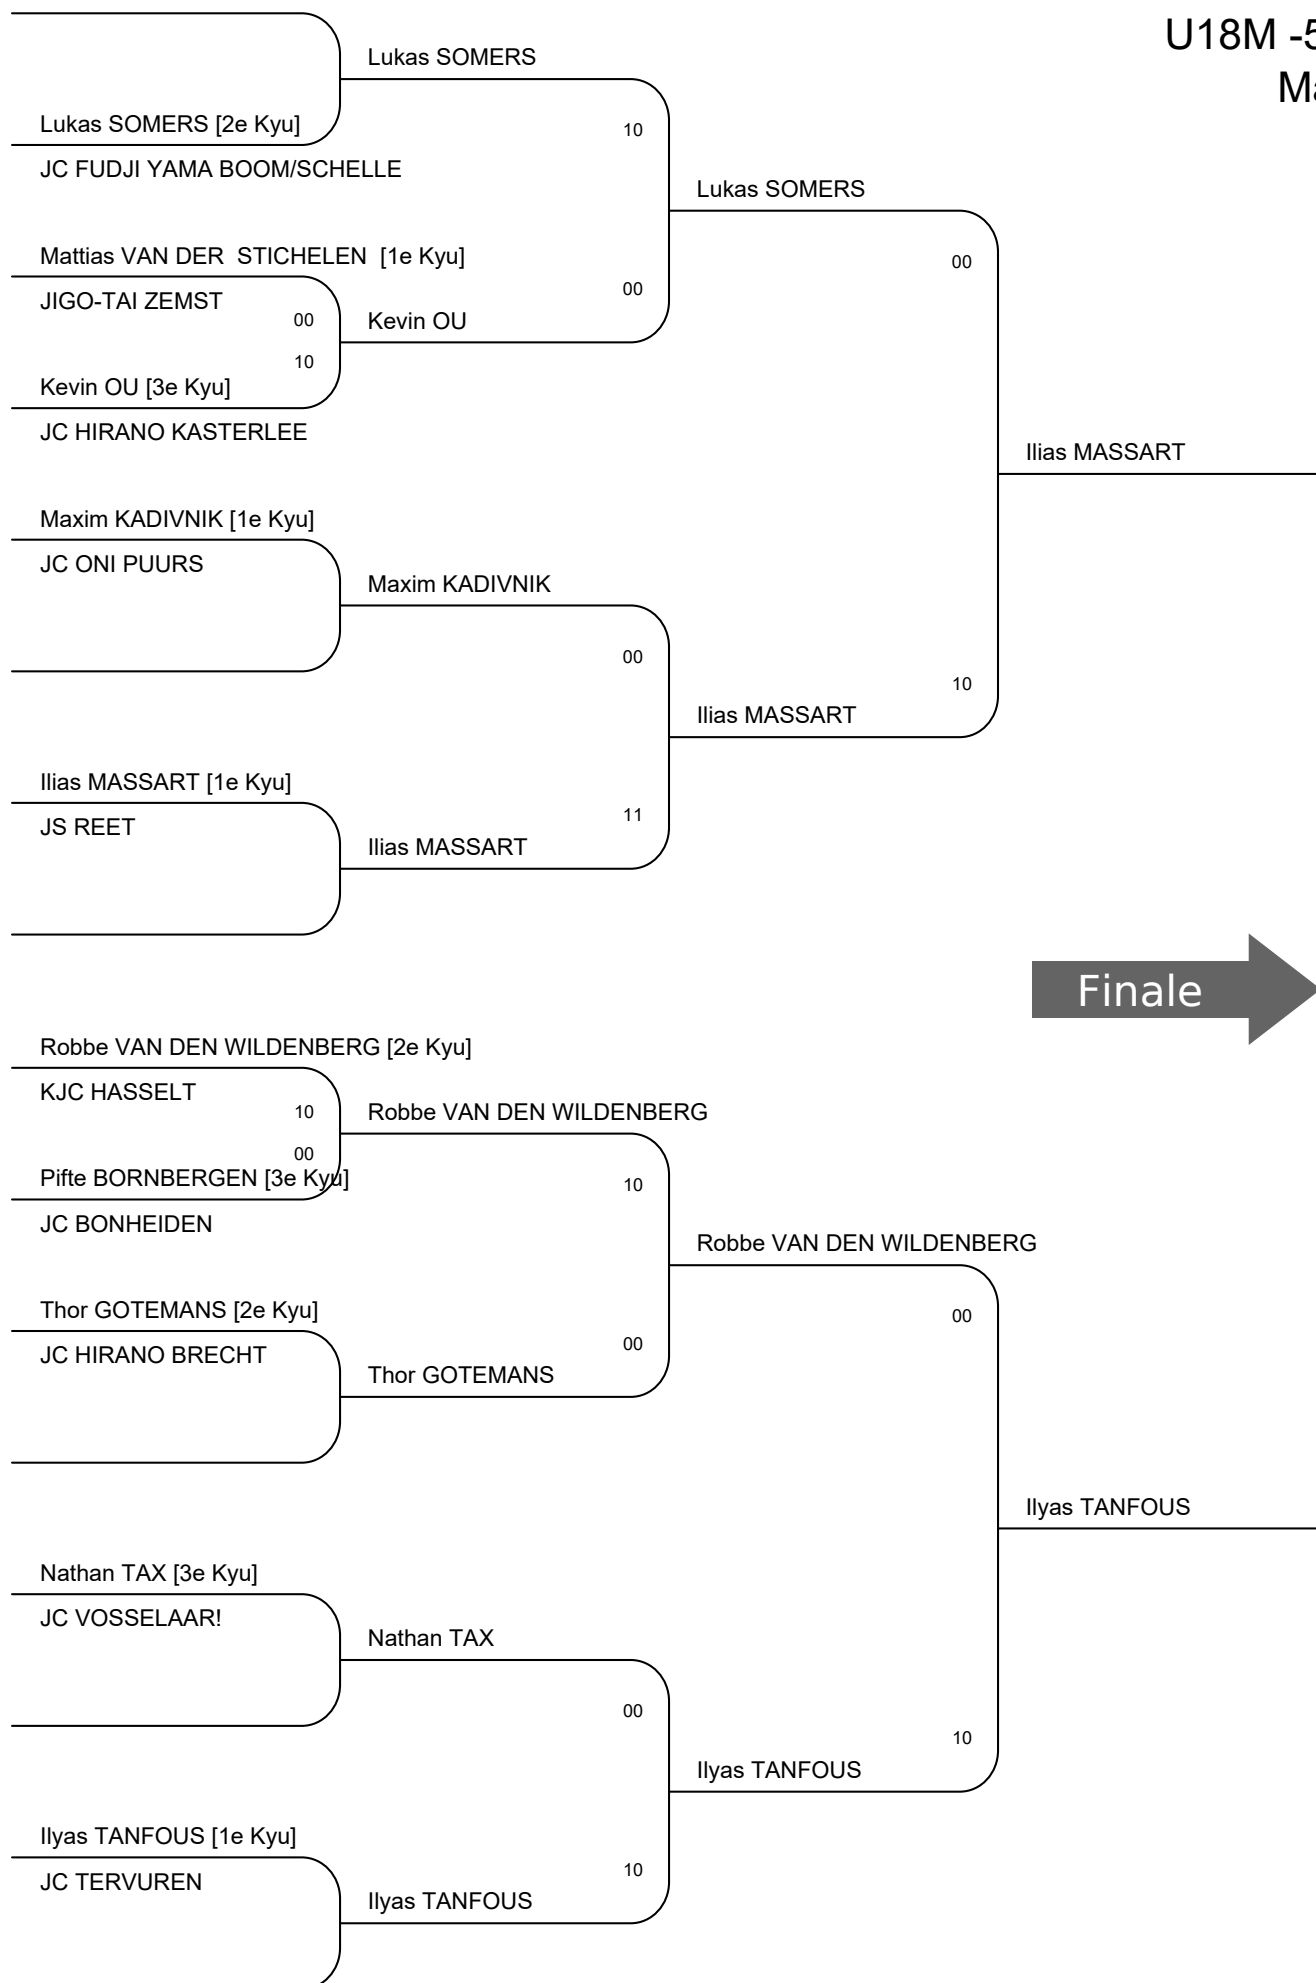 U18M -5
Ma
Lukas SOMERS
Lukas SOMERS [2e Kyu]
10
JC FUDJI YAMA BOOM/SCHELLE
Lukas SOMERS
Mattias VAN DER  STICHELEN  [1e Kyu]
00
JIGO-TAI ZEMST
00
00
Kevin OU
10
Kevin OU [3e Kyu]
JC HIRANO KASTERLEE
Ilias MASSART
Maxim KADIVNIK [1e Kyu]
JC ONI PUURS
Maxim KADIVNIK
00
10
Ilias MASSART
Ilias MASSART [1e Kyu]
11
JS REET
Ilias MASSART
Finale
Robbe VAN DEN WILDENBERG [2e Kyu]
KJC HASSELT
10
Robbe VAN DEN WILDENBERG
00
Pifte BORNBERGEN [3e Kyu]
10
JC BONHEIDEN
Robbe VAN DEN WILDENBERG
Thor GOTEMANS [2e Kyu]
00
JC HIRANO BRECHT
00
Thor GOTEMANS
Ilyas TANFOUS
Nathan TAX [3e Kyu]
JC VOSSELAAR!
Nathan TAX
00
10
Ilyas TANFOUS
Ilyas TANFOUS [1e Kyu]
10
JC TERVUREN
Ilyas TANFOUS